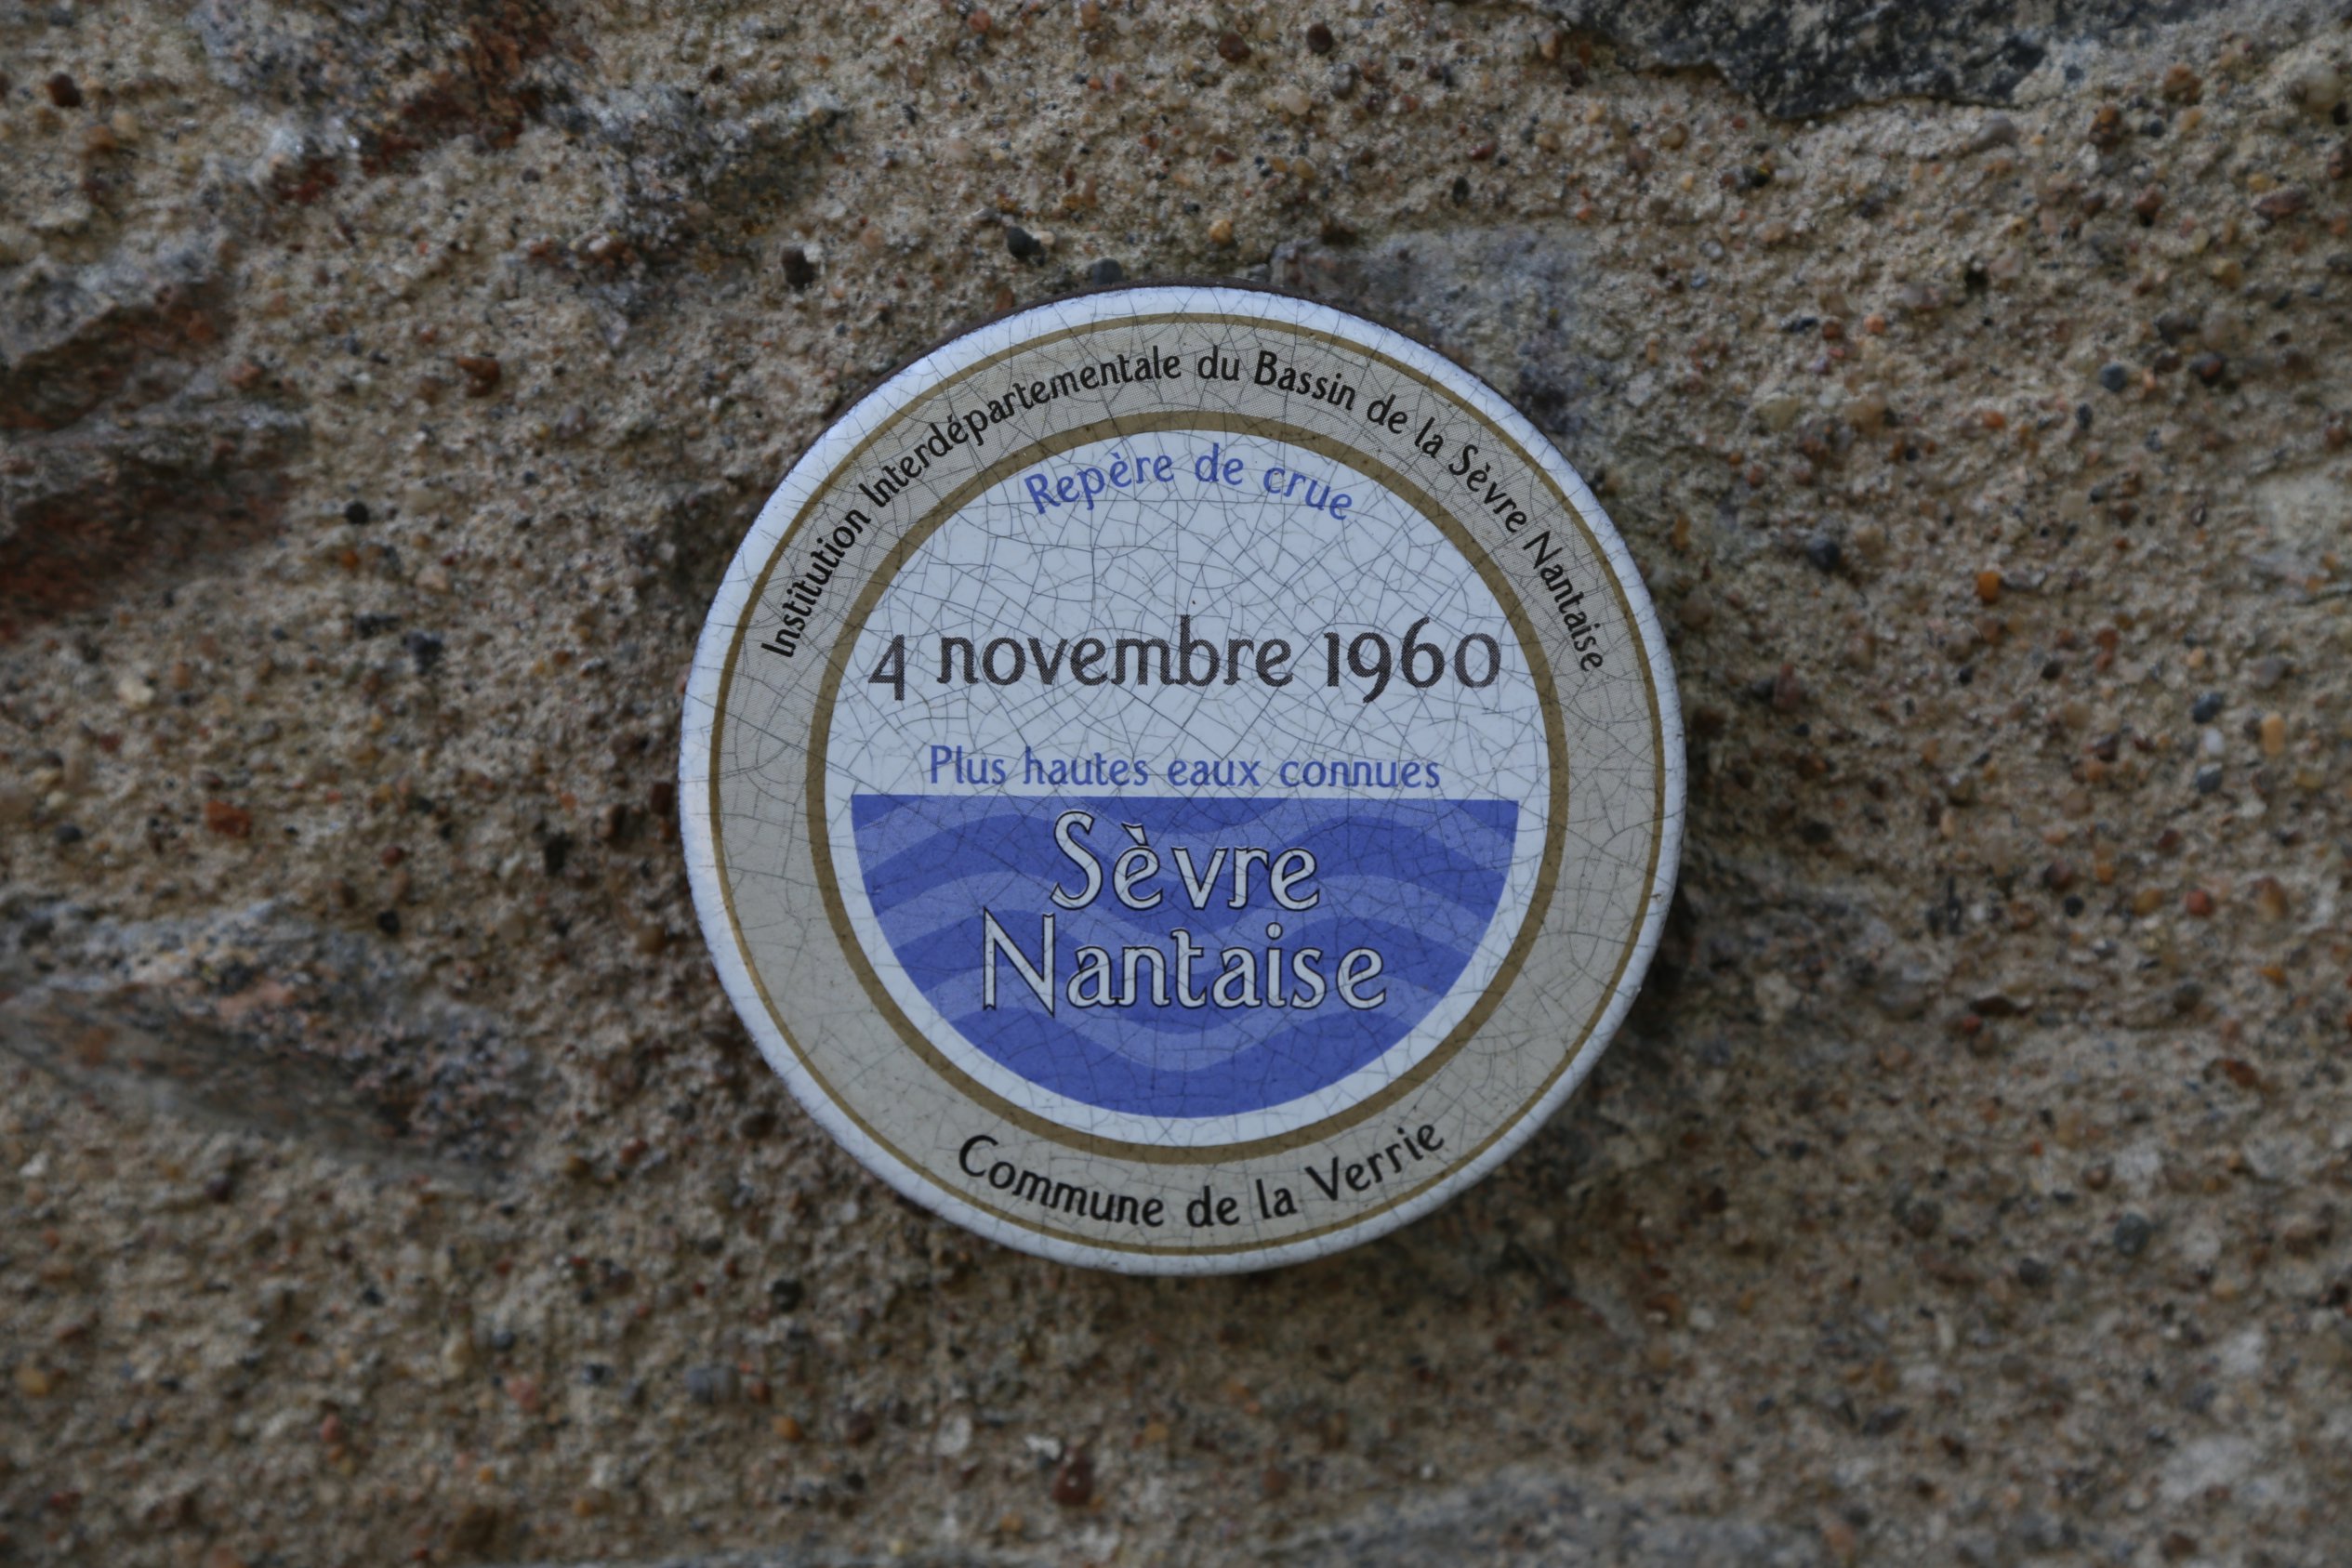 Institution Interdépartementale du Bassin de la Sèvre Nantaise
Repère de crue
4 novembre 1960
Plus hautes eaux connues
Sèvre
Nantaise
Commune de la Verrie